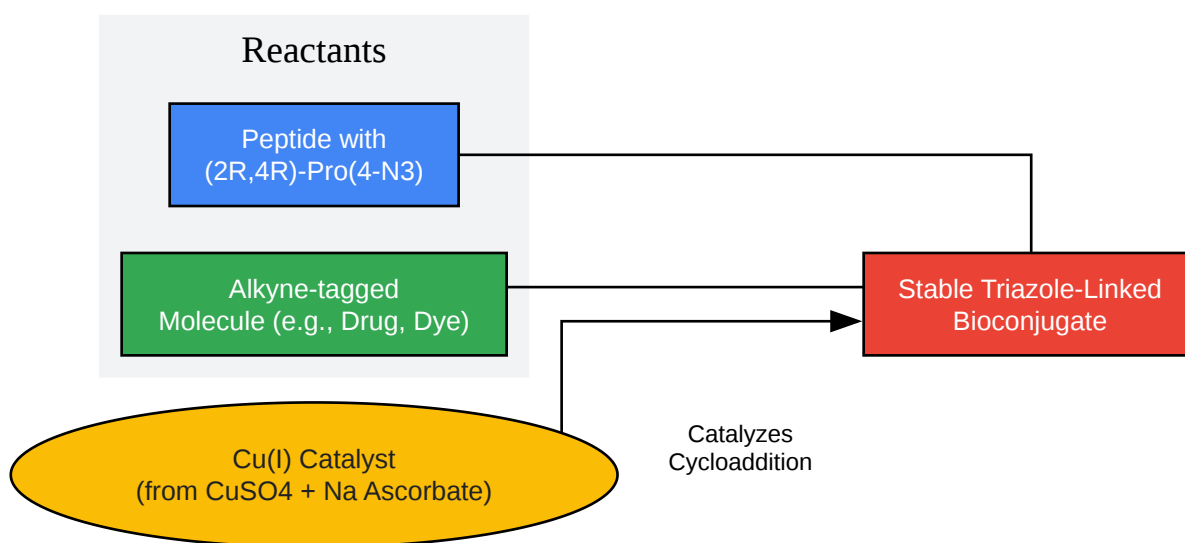 Reactants
Peptide with
(2R,4R)-Pro(4-N3)
Alkyne-tagged
Molecule (e.g., Drug, Dye)
Stable Triazole-Linked
Bioconjugate
Catalyzes
Cycloaddition
Cu(I) Catalyst
(from CuSO4 + Na Ascorbate)